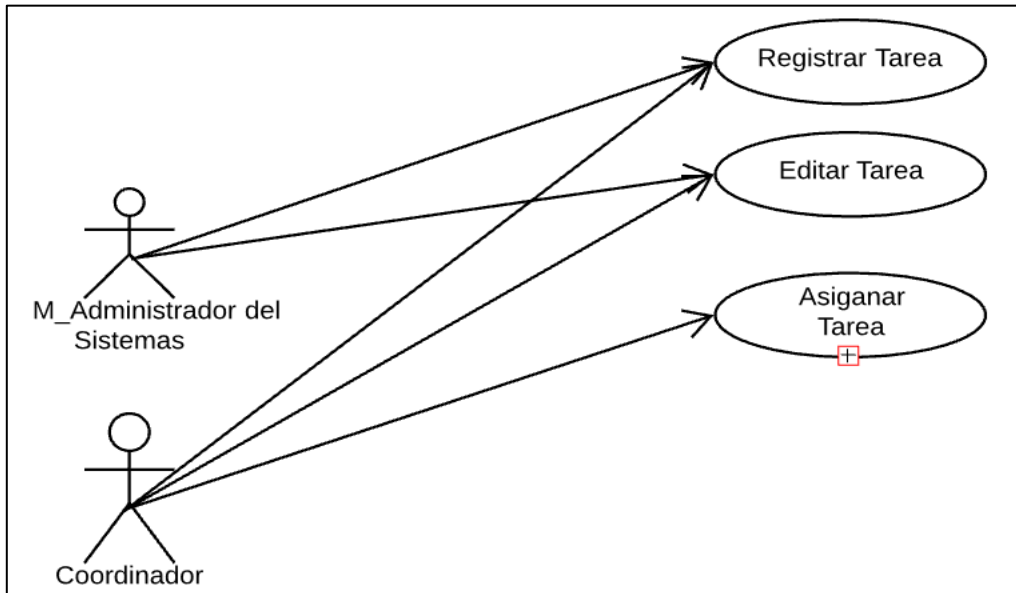 Registrar Tarea
Editar Tarea
Asiganar
Tarea
M_Administrador del
Sistemas
Coordinador